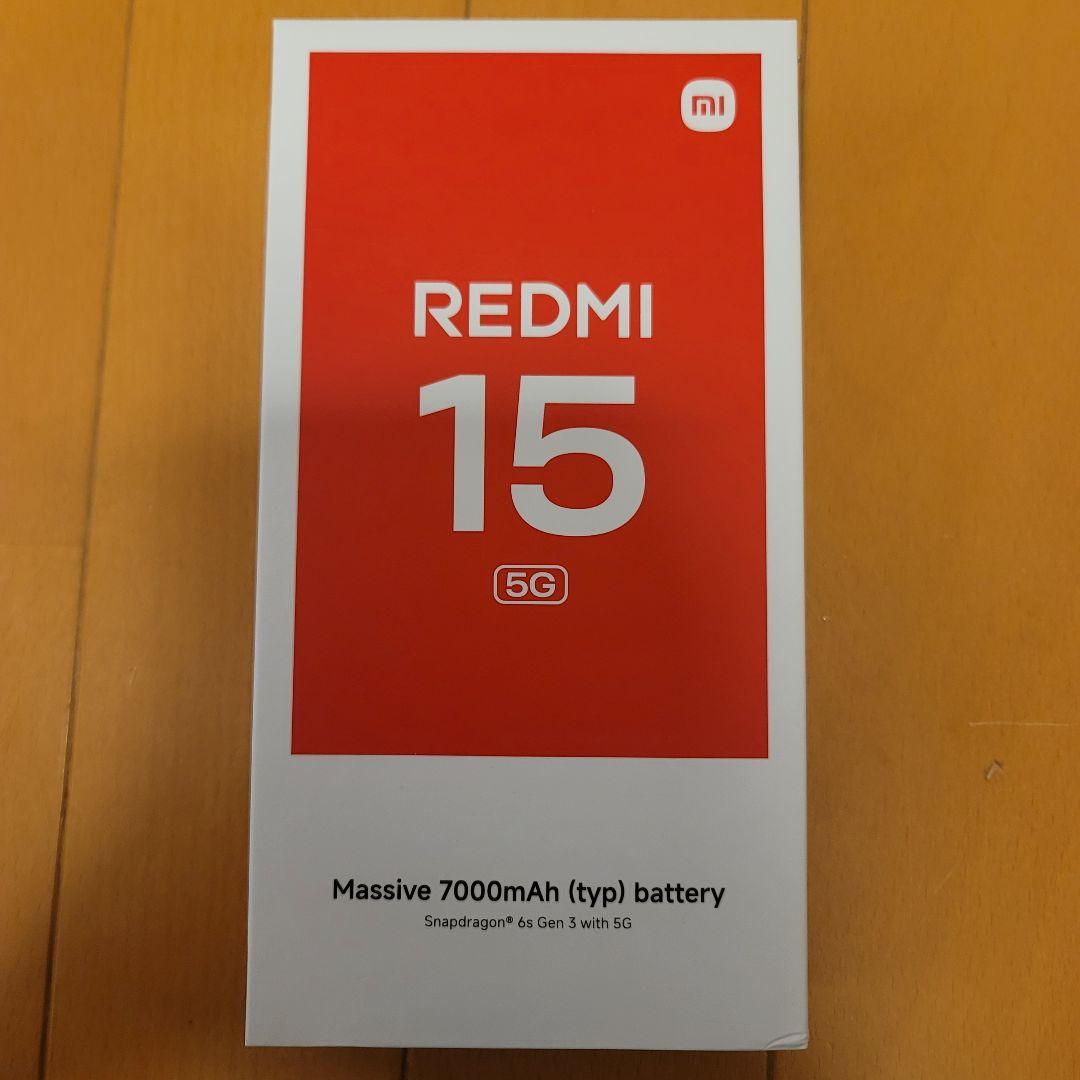 mi
REDMI
15
5G
Massive 7000mAh (typ) battery
Snapdragon® 6s Gen 3 with 5G